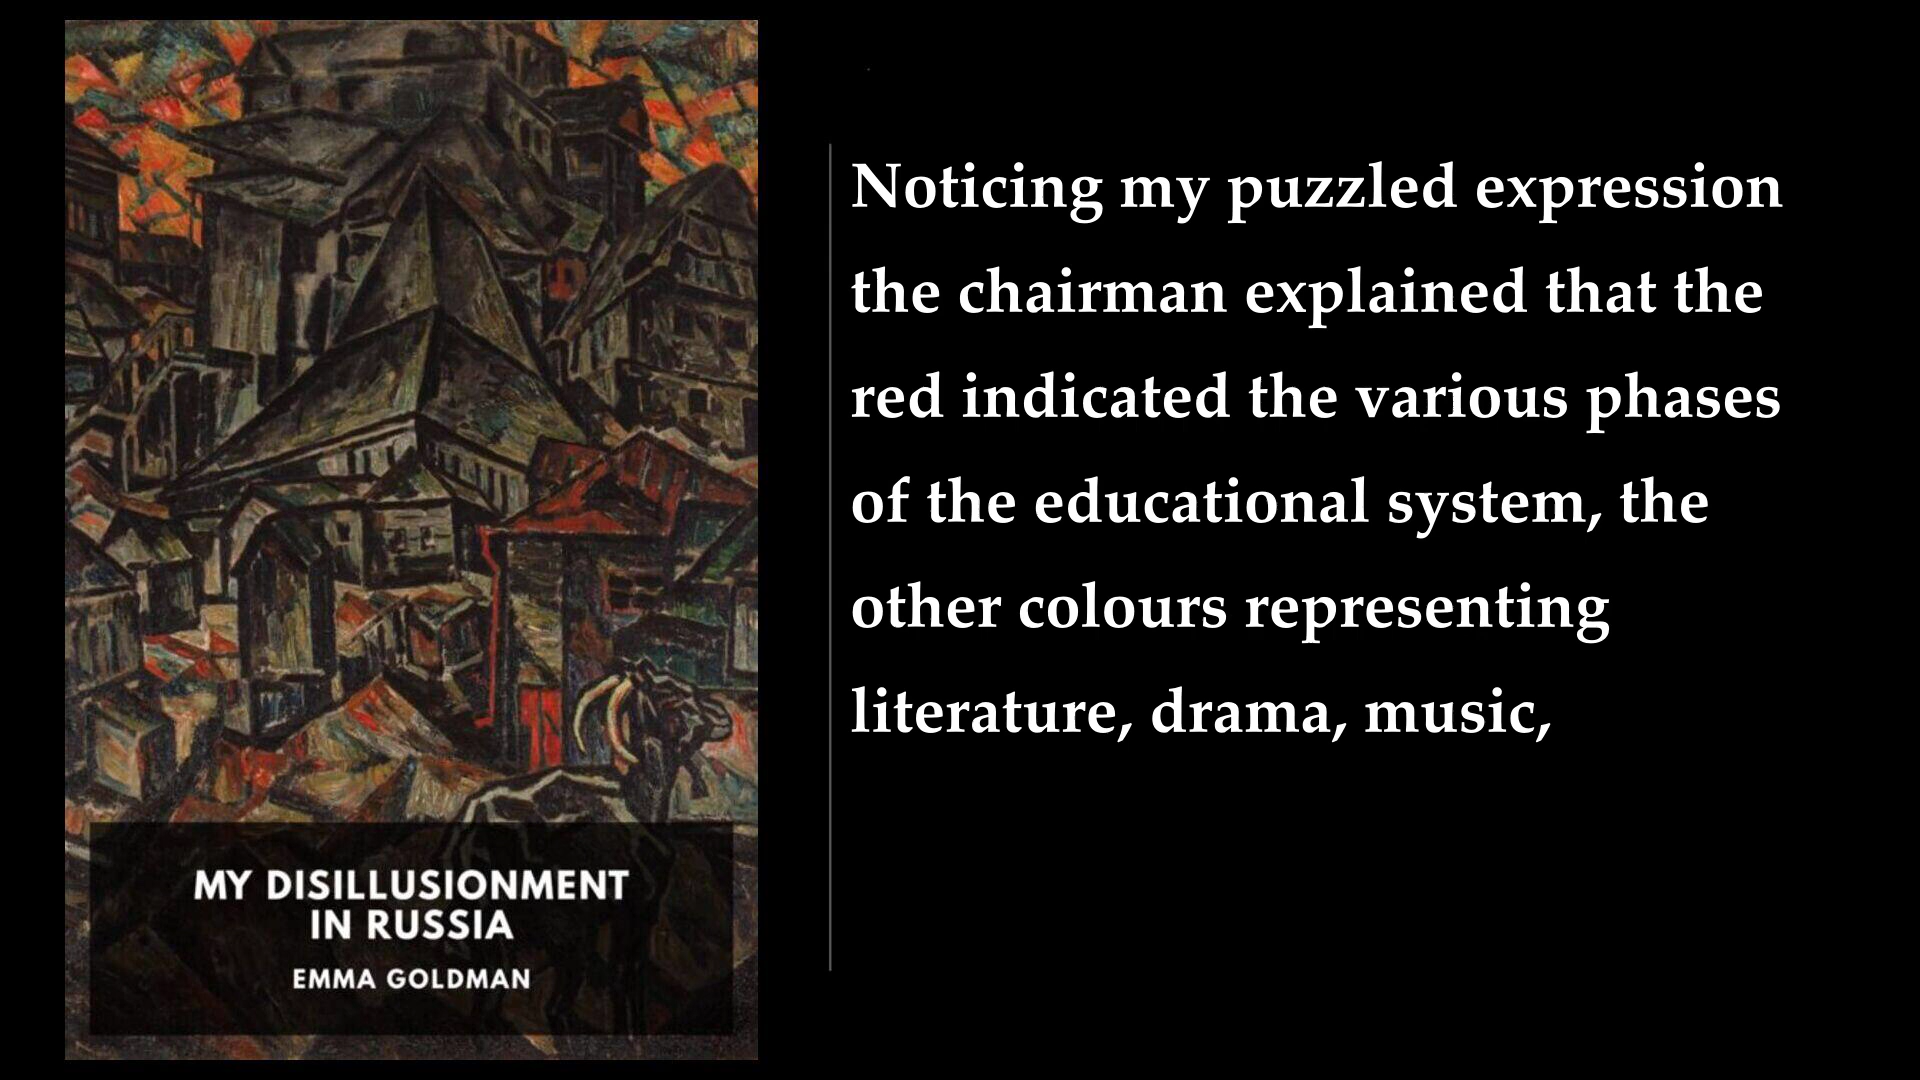 MY DISILLUSIONMENT
IN RUSSIA
EMMA GOLDMAN
Noticing my puzzled expression
the chairman explained that the
red indicated the various phases
of the educational system, the
other colours representing
literature, drama, music,